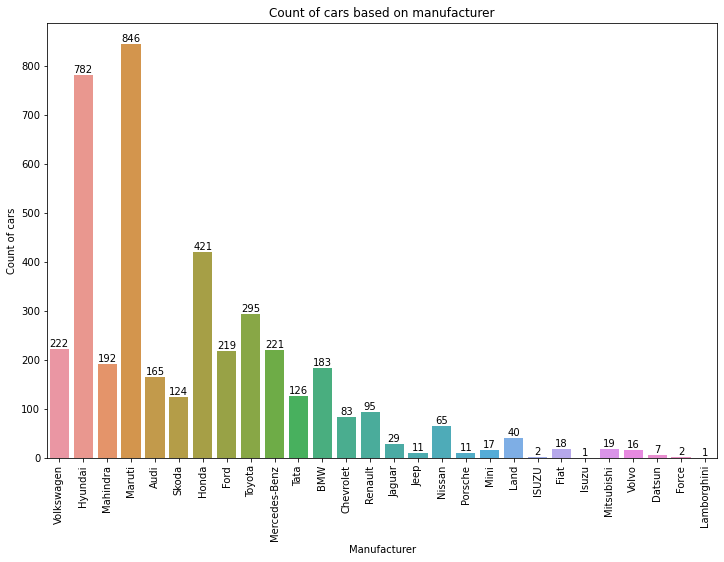 Count of cars based on manufacturer
Count of cars
800
700
600
500
400
300
200
100
0
222
782
192
846
165
124
421
219
295
221
126
183
83
95
29
11
65
11
17
40
2
18
1
19
16
7
2
1
Volkswagen
Hyundai
Mahindra
Maruti
Audi
Skoda
Honda
Ford
Toyota
Mercedes-Benz
Tata
BMW
Chevrolet
Renault
Jaguar
Jeep
Nissan
Porsche
Mini
Land
ISUZU
Fiat
Isuzu
Mitsubishi
Volvo
Datsun
Force
Lamborghini
Manufacturer